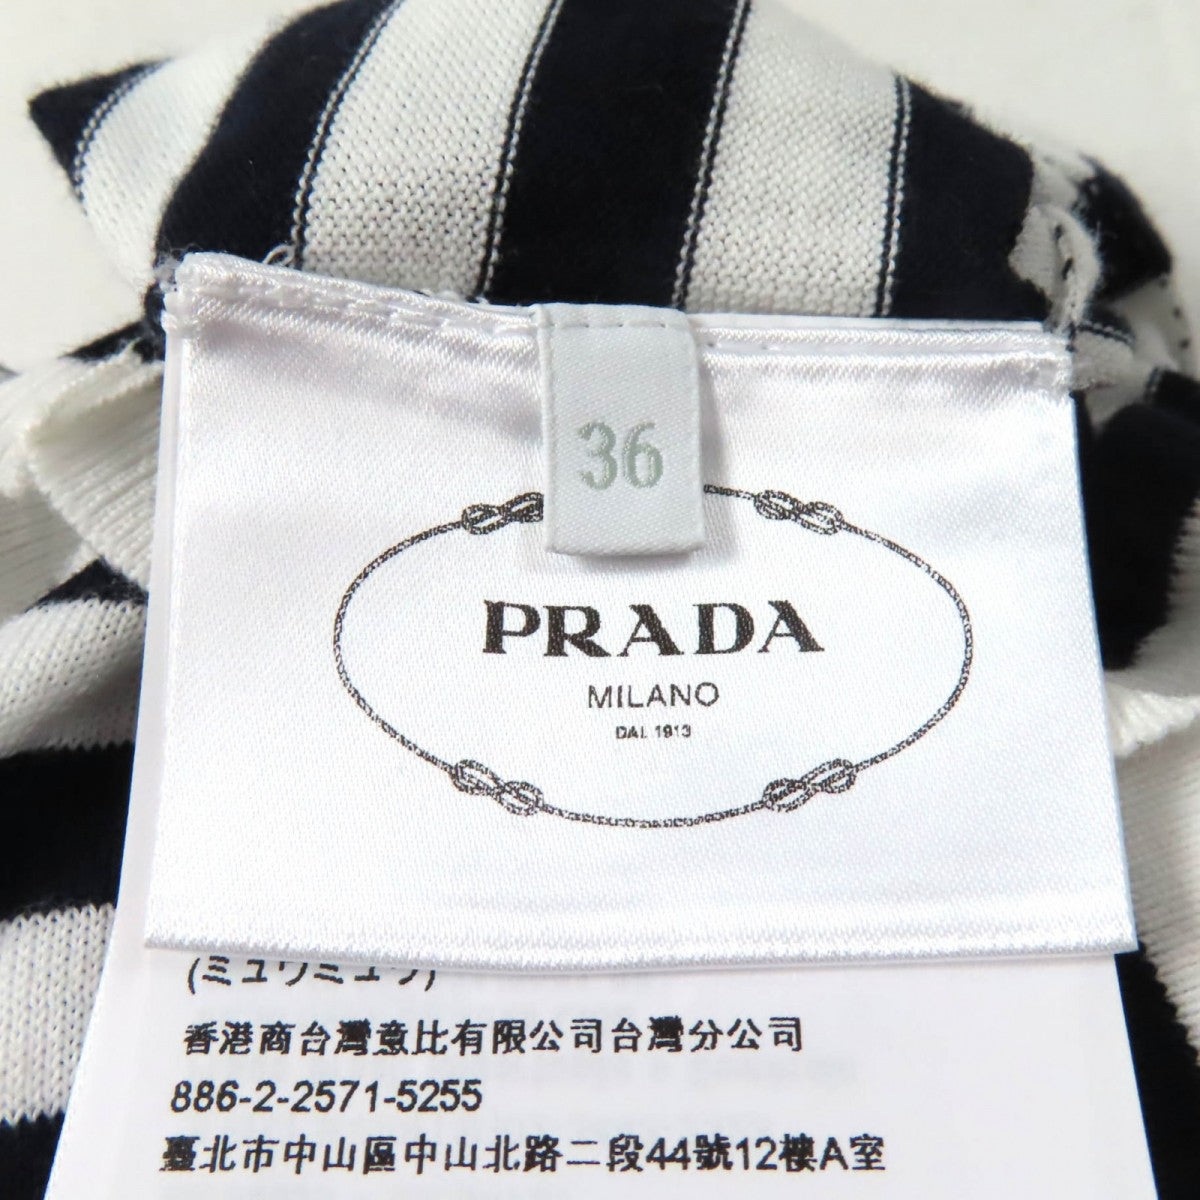 36
PRADA
MILANO
DAL 1913
(ミュウミュウ)
香港商台灣意比有限公司台灣分公司
886-2-2571-5255
臺北市中山區中山北路二段44號12樓A室